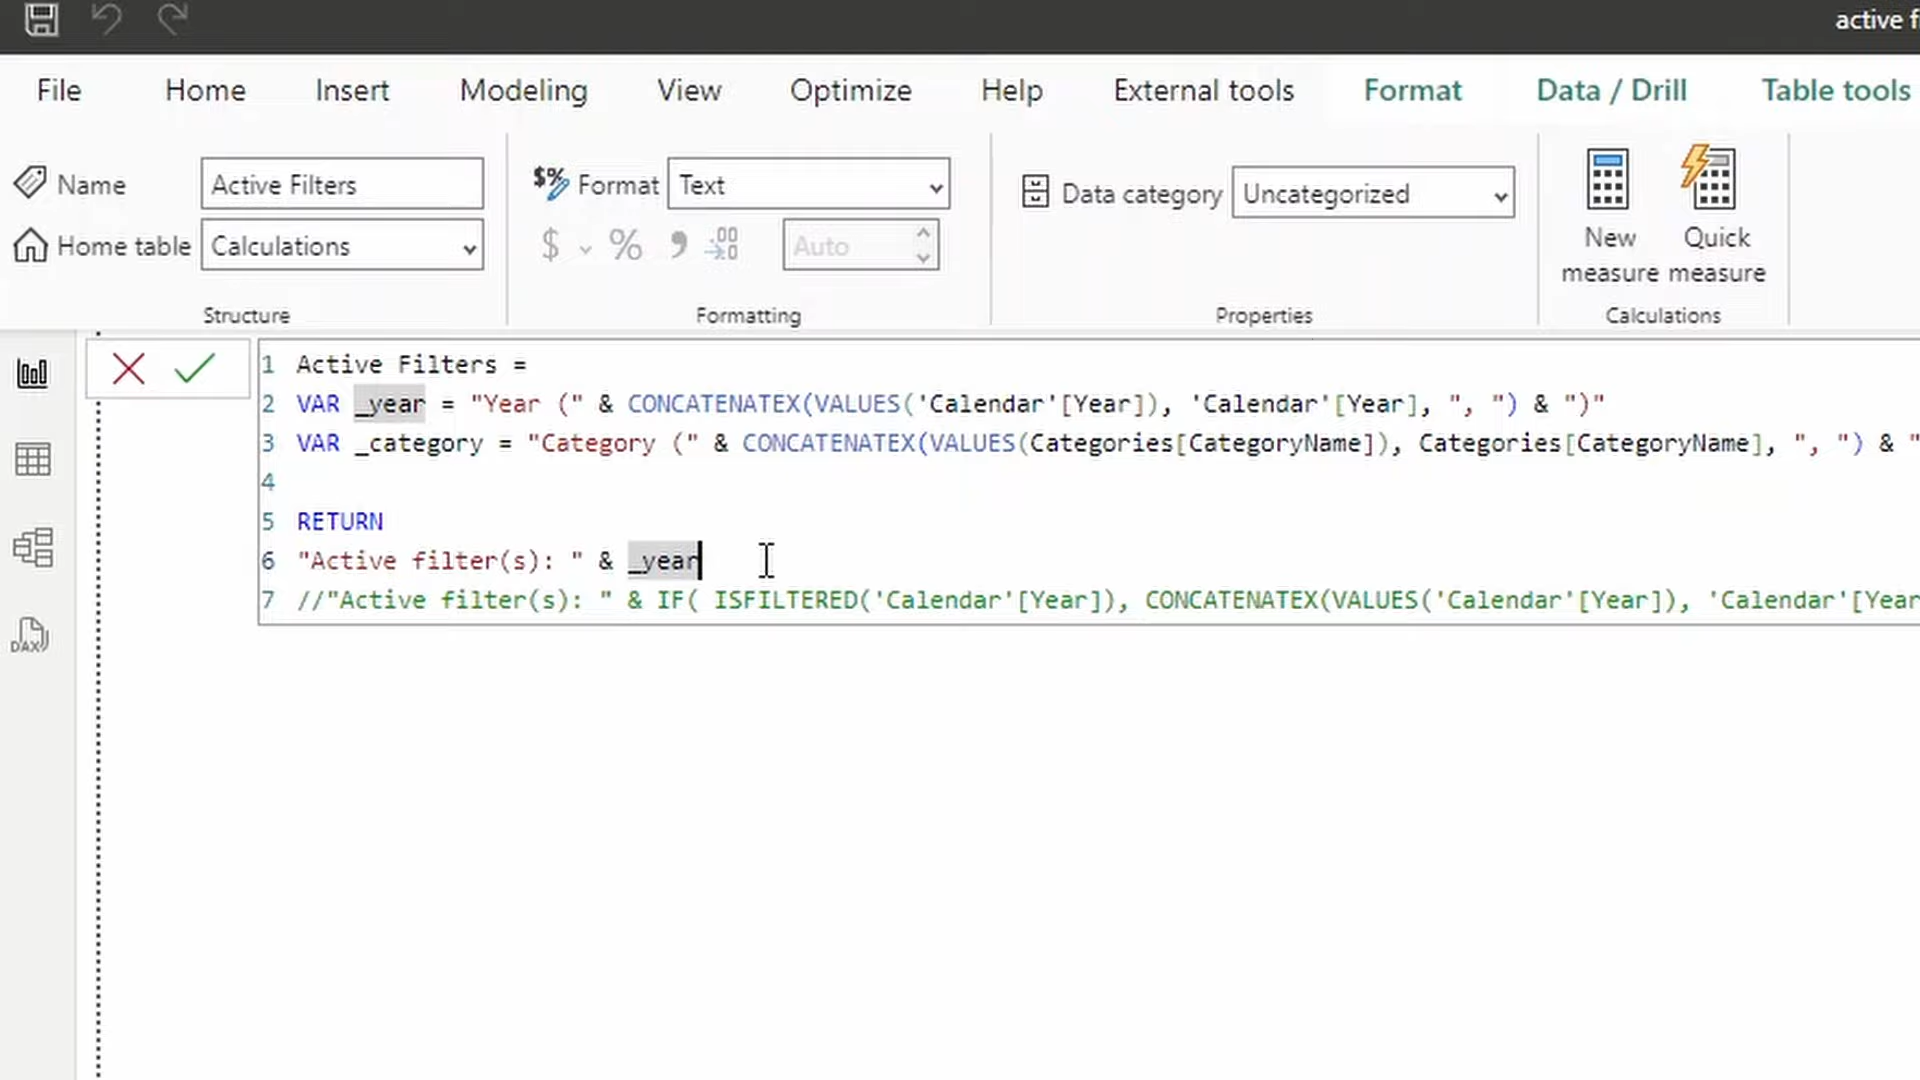 active f
File Home Insert Modeling View Optimize Help External tools Format Data / Drill Table tools
Name Active Filters
Home table Calculations
Structure
$% Format Text
$ % , .00 →.0 Auto
Formatting
Data category Uncategorized
Properties
New measure
Quick measure
Calculations
1 Active Filters =
2 VAR _year = "Year (" & CONCATENATEX(VALUES('Calendar'[Year]), 'Calendar'[Year], ", ") & ")"
3 VAR _category = "Category (" & CONCATENATEX(VALUES(Categories[CategoryName]), Categories[CategoryName], ", ") & "
4
5 RETURN
6 "Active filter(s): " & _year
7 //"Active filter(s): " & IF( ISFILTERED('Calendar'[Year]), CONCATENATEX(VALUES('Calendar'[Year]), 'Calendar'[Year
DAX